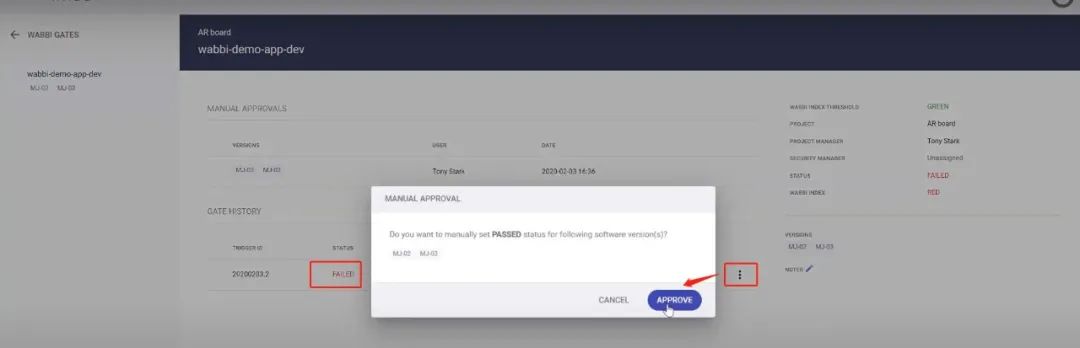 WABBI GATES
wabbi-demo-app-dev
MJ-02 MJ-03
AR board
wabbi-demo-app-dev
MANUAL APPROVALS
VERSIONS USER DATE
MJ-03 MJ-02 Tony Stark 2020-02-03 16:36
GATE HISTORY
TRIGGER ID STATUS
20200203.2 FAILED
MANUAL APPROVAL
Do you want to manually set PASSED status for following software version(s)?
MJ-02 MJ-03
CANCEL APPROVE
WABBI INDEX THRESHOLD GREEN
PROJECT AR board
PROJECT MANAGER Tony Stark
SECURITY MANAGER Unassigned
STATUS FAILED
WABBI INDEX RED
VERSIONS
MJ-02 MJ-03
NOTES